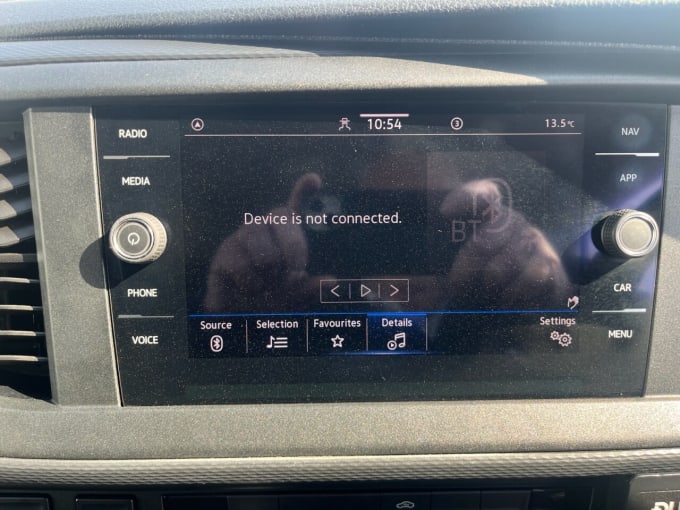 RADIO
10:54
3
13.5°C
NAV
MEDIA
APP
Device is not connected.
BT
PHONE
CAR
VOICE
Source
Selection
Favourites
Details
Settings
MENU